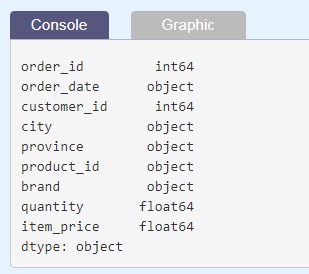 Console Graphic
order_id int64
order_date object
customer_id int64
city object
province object
product_id object
brand object
quantity float64
item_price float64
dtype: object